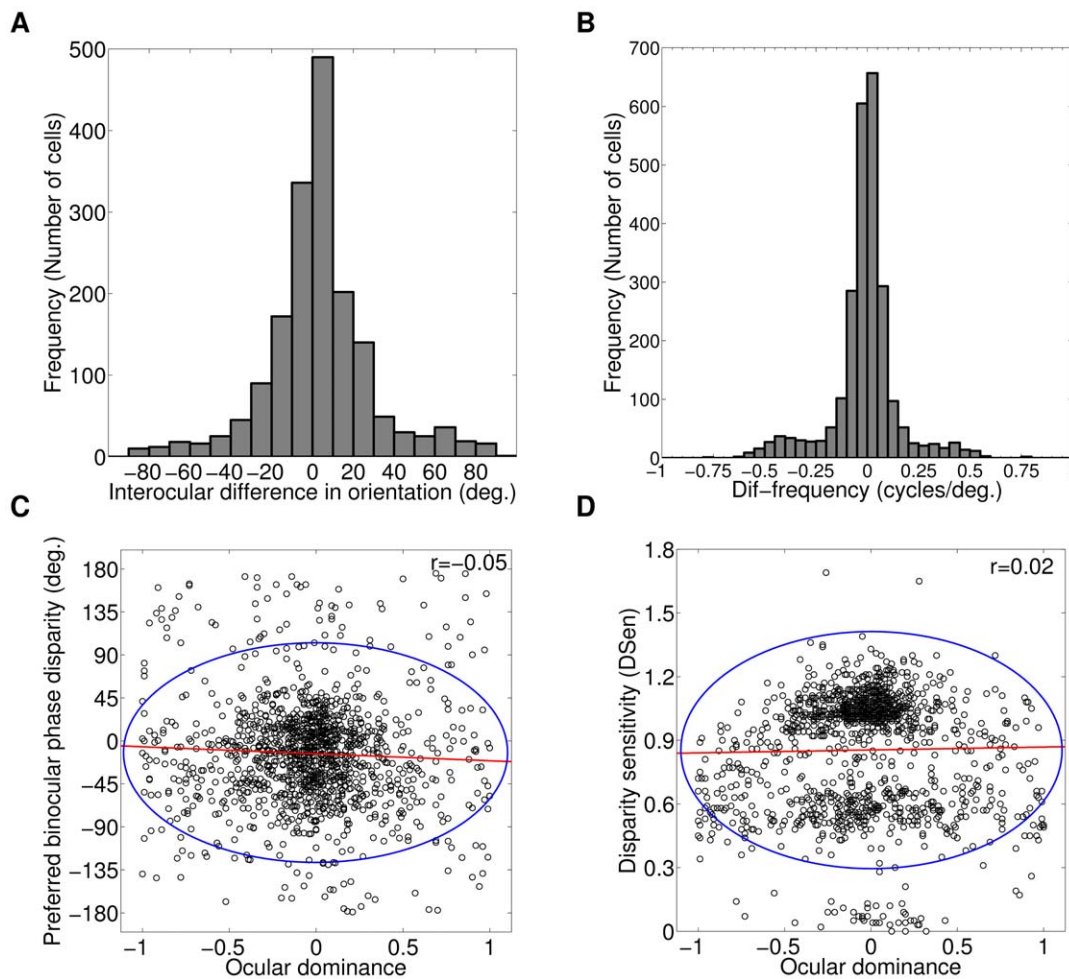 A
500
400
300
200
100
0
Frequency (Number of cells)
−80 −60 −40 −20 0 20 40 60 80
Interocular difference in orientation (deg.)
B
700
600
500
400
300
200
100
0
Frequency (Number of cells)
−1 −0.75 −0.5 −0.25 0 0.25 0.5 0.75
Dif−frequency (cycles/deg.)
C
r=−0.05
180
135
90
45
0
−45
−90
−135
−180
Preferred binocular phase disparity (deg.)
−1 −0.5 0 0.5 1
Ocular dominance
D
r=0.02
1.8
1.5
1.2
0.9
0.6
0.3
0
Disparity sensitivity (DSen)
−1 −0.5 0 0.5 1
Ocular dominance